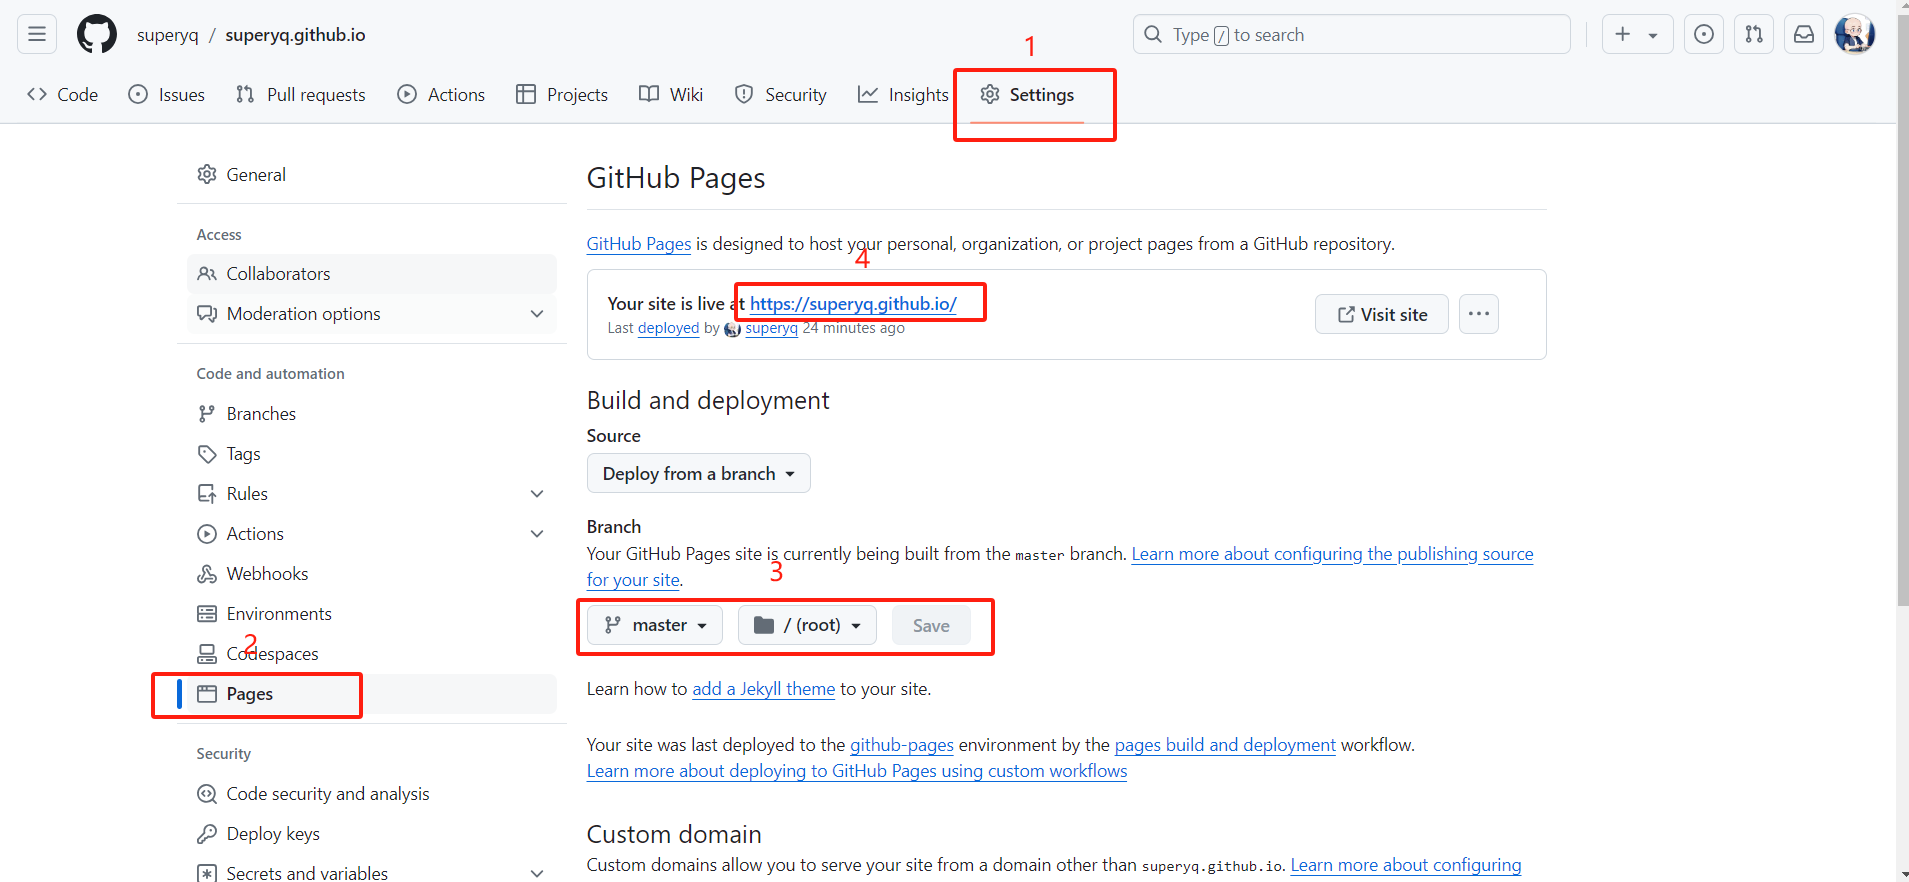 superyq / superyq.github.io
Type / to search
1
Code Issues Pull requests Actions Projects Wiki Security Insights Settings
General
Access
Collaborators
Moderation options
Code and automation
Branches
Tags
Rules
Actions
Webhooks
Environments
2
Codespaces
Pages
Security
Code security and analysis
Deploy keys
Secrets and variables
GitHub Pages
GitHub Pages is designed to host your personal, organization, or project pages from a GitHub repository.
4
Your site is live at https://superyq.github.io/
Last deployed by superyq 24 minutes ago
Visit site
Build and deployment
Source
Deploy from a branch
Branch
Your GitHub Pages site is currently being built from the master branch. Learn more about configuring the publishing source
for your site.
3
master / (root) Save
Learn how to add a Jekyll theme to your site.
Your site was last deployed to the github-pages environment by the pages build and deployment workflow.
Learn more about deploying to GitHub Pages using custom workflows
Custom domain
Custom domains allow you to serve your site from a domain other than superyq.github.io. Learn more about configuring